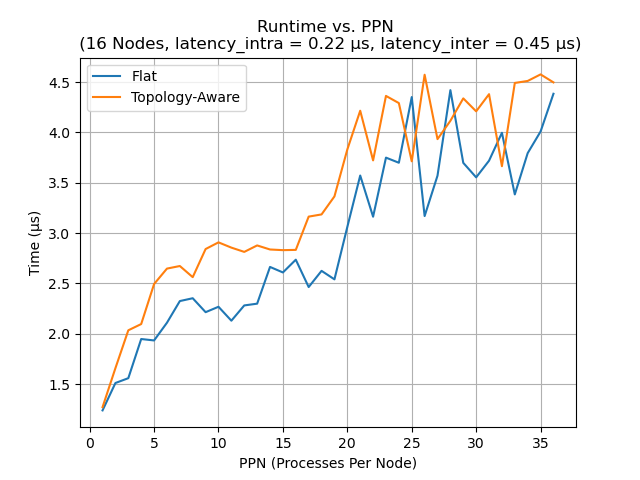 Runtime vs. PPN
(16 Nodes, latency_intra = 0.22 μs, latency_inter = 0.45 μs)
Flat
Topology-Aware
4.5
4.0
3.5
3.0
2.5
2.0
1.5
Time (μs)
0 5 10 15 20 25 30 35
PPN (Processes Per Node)